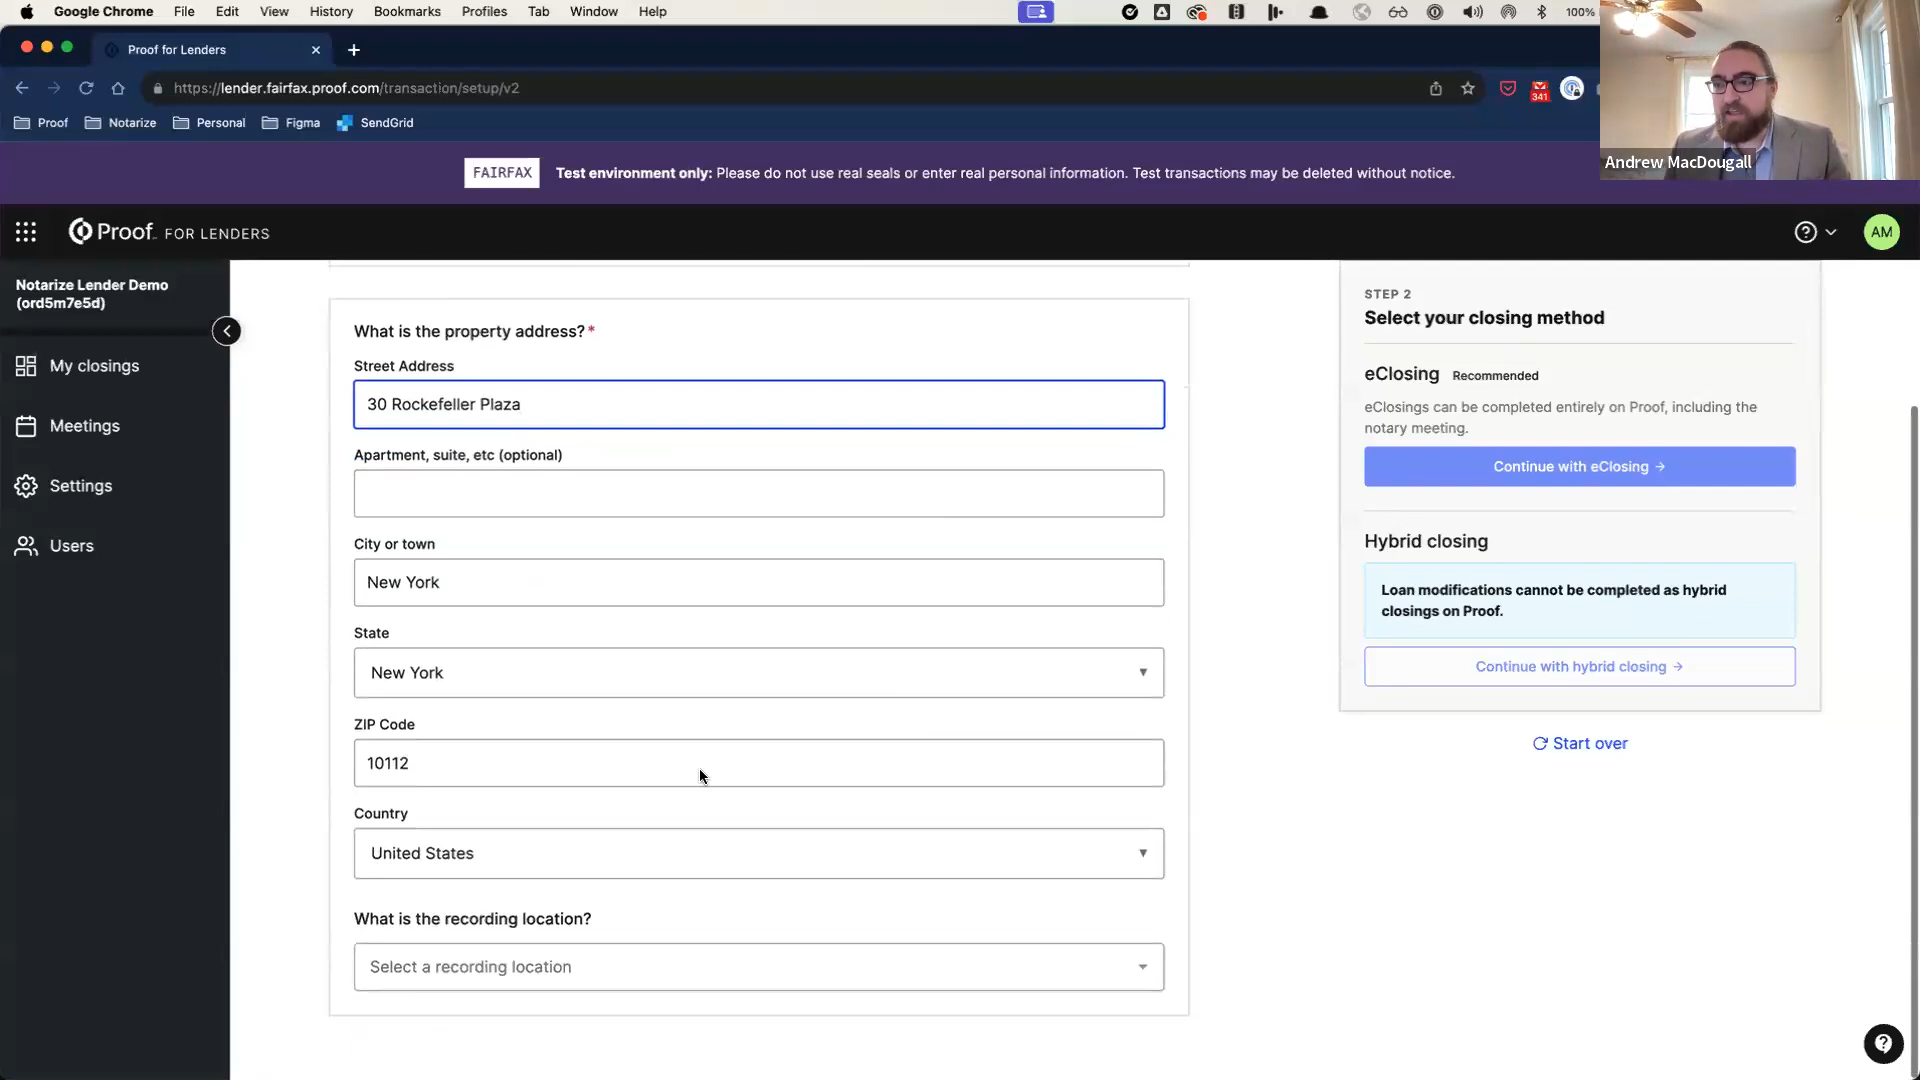 Google Chrome File Edit View History Bookmarks Profiles Tab Window Help 100%
Proof for Lenders
https://lender.fairfax.proof.com/transaction/setup/v2
341
Proof Notarize Personal Figma SendGrid
Andrew MacDougall
FAIRFAX Test environment only: Please do not use real seals or enter real personal information. Test transactions may be deleted without notice.
Proof. FOR LENDERS
AM
Notarize Lender Demo
(ord5m7e5d)
My closings
Meetings
Settings
Users
What is the property address?*
Street Address
30 Rockefeller Plaza
Apartment, suite, etc (optional)
City or town
New York
State
New York
ZIP Code
10112
Country
United States
What is the recording location?
Select a recording location
STEP 2
Select your closing method
eClosing Recommended
eClosings can be completed entirely on Proof, including the
notary meeting.
Continue with eClosing →
Hybrid closing
Loan modifications cannot be completed as hybrid
closings on Proof.
Continue with hybrid closing →
Start over